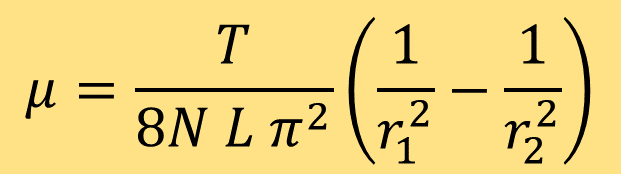 μ = T / (8N L π²) (1/r₁² − 1/r₂²)